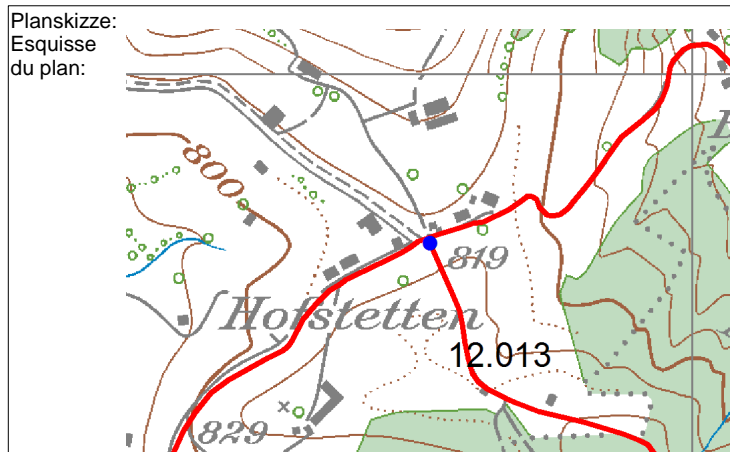 Planskizze:
Esquisse
du plan:
800
819
Hofstetten
12.013
829